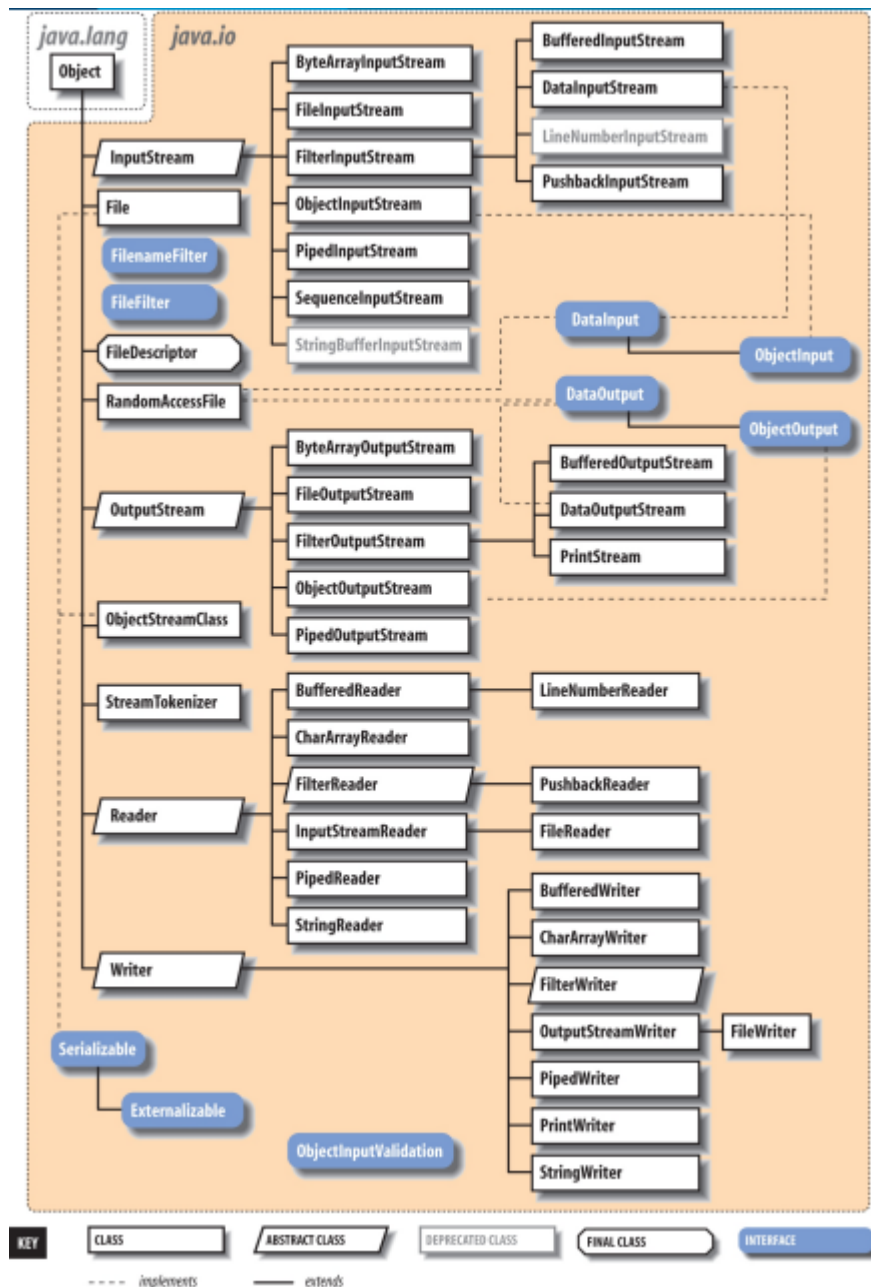 java.lang
java.io
Object
InputStream
File
FilenameFilter
FileFilter
FileDescriptor
RandomAccessFile
OutputStream
ObjectStreamClass
StreamTokenizer
Reader
Writer
Serializable
Externalizable
ByteArrayInputStream
FileInputStream
FilterInputStream
ObjectInputStream
PipedInputStream
SequenceInputStream
StringBufferInputStream
BufferedInputStream
DataInputStream
LineNumberInputStream
PushbackInputStream
DataInput
ObjectInput
DataOutput
ObjectOutput
ByteArrayOutputStream
FileOutputStream
FilterOutputStream
ObjectOutputStream
PipedOutputStream
BufferedOutputStream
DataOutputStream
PrintStream
BufferedReader
CharArrayReader
FilterReader
InputStreamReader
PipedReader
StringReader
LineNumberReader
PushbackReader
FileReader
BufferedWriter
CharArrayWriter
FilterWriter
OutputStreamWriter
FileWriter
PipedWriter
PrintWriter
StringWriter
ObjectInputValidation
KEY
CLASS
ABSTRACT CLASS
DEPRECATED CLASS
FINAL CLASS
INTERFACE
implements
extends